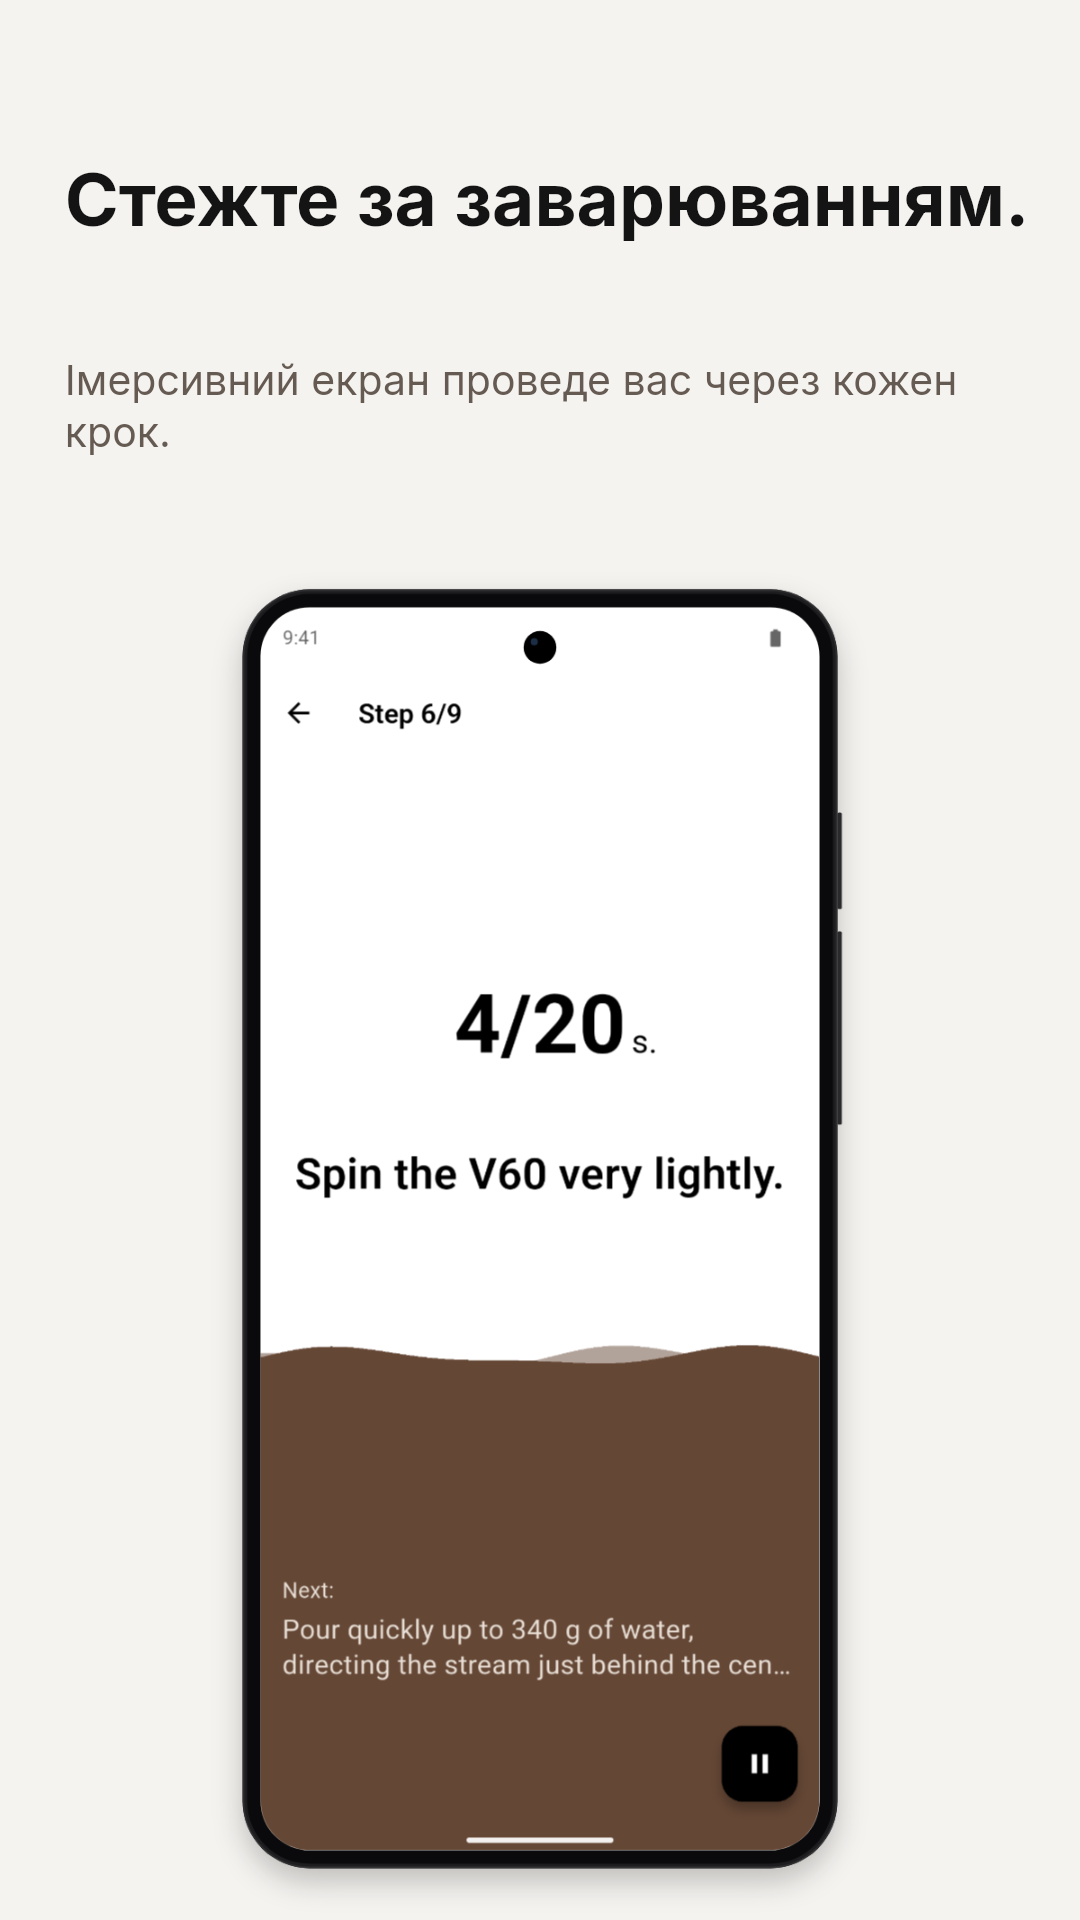 Стежте за заварюванням.
Імерсивний екран проведе вас через кожен
крок.
9:41
Step 6/9
4/20 s.
Spin the V60 very lightly.
Next:
Pour quickly up to 340 g of water,
directing the stream just behind the cen...